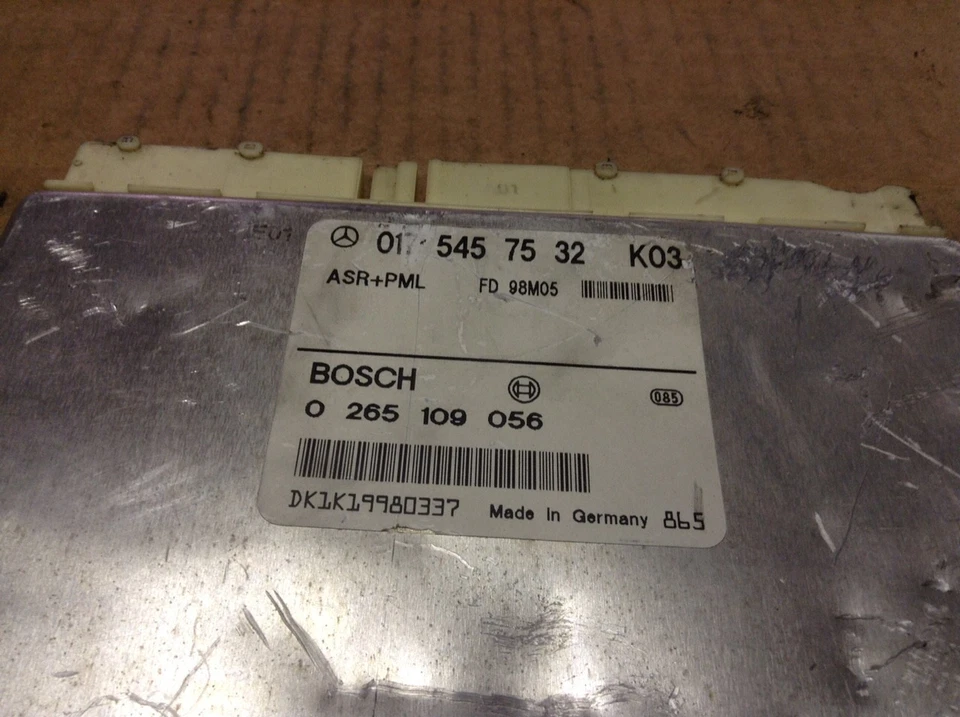 017 545 75 32 K03
ASR+PML FD 98M05
BOSCH
085
0 265 109 056
DK1K19980337 Made In Germany 865